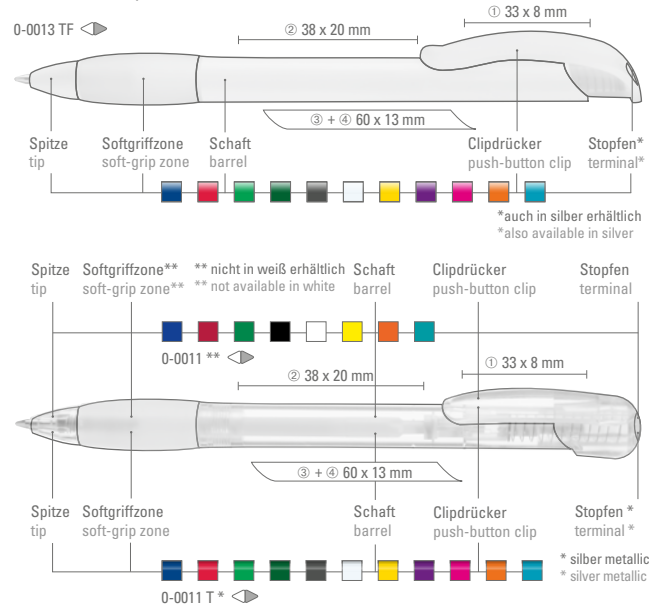 ① 33 x 8 mm
0-0013 TF
② 38 x 20 mm
③ + ④ 60 x 13 mm
Spitze Softgriffzone Schaft Clipdrücker Stopfen*
tip soft-grip zone barrel push-button clip terminal*
*auch in silber erhältlich
*also available in silver
Spitze Softgriffzone** ** nicht in weiß erhältlich Schaft Clipdrücker Stopfen
tip soft-grip zone** ** not available in white barrel push-button clip terminal
0-0011 **
① 33 x 8 mm
② 38 x 20 mm
③ + ④ 60 x 13 mm
Spitze Softgriffzone Schaft Clipdrücker Stopfen *
tip soft-grip zone barrel push-button clip terminal *
* silber metallic
* silver metallic
0-0011 T *